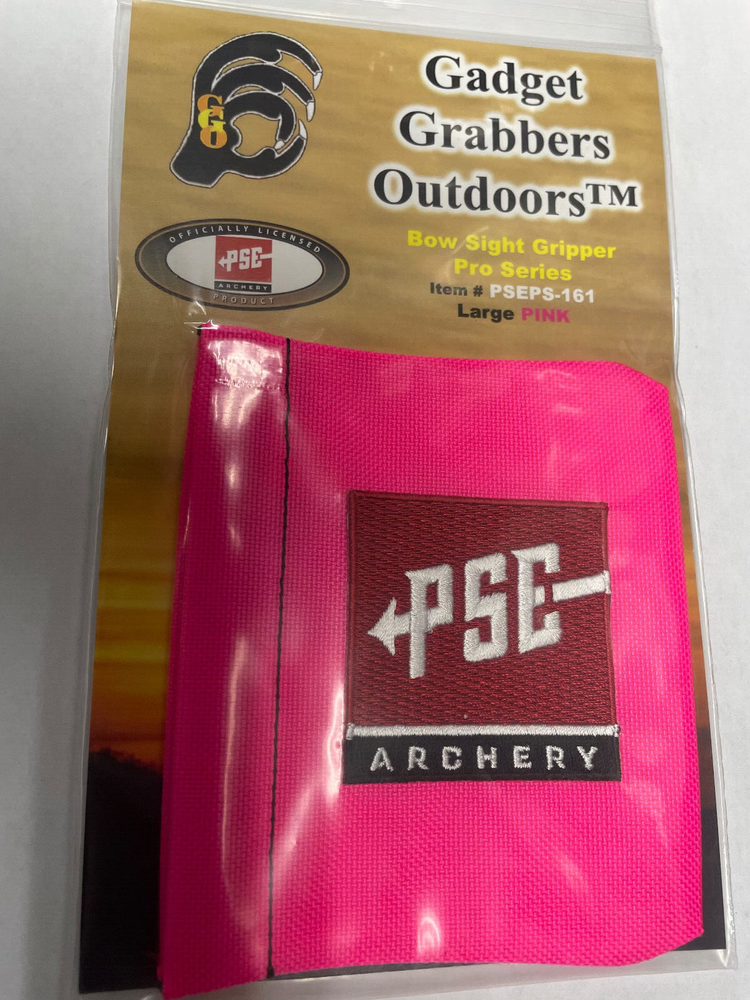 GGO
Gadget
Grabbers
Outdoors™
OFFICIALLY LICENSED
PSE
ARCHERY
PRODUCT
Bow Sight Gripper
Pro Series
Item # PSEPS-161
Large PINK
PSE
ARCHERY